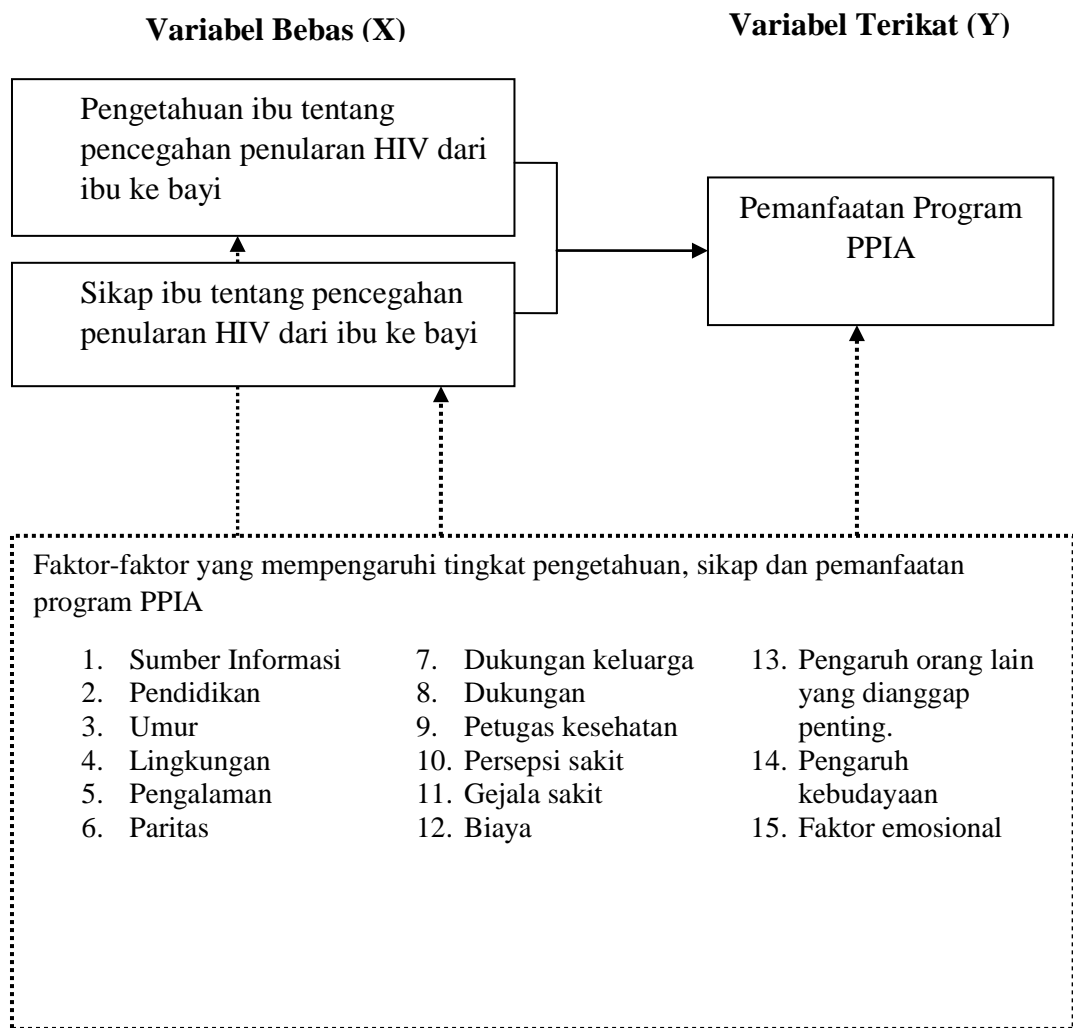 Variabel Bebas (X)
Variabel Terikat (Y)
Pengetahuan ibu tentang
pencegahan penularan HIV dari
ibu ke bayi
Pemanfaatan Program
PPIA
Sikap ibu tentang pencegahan
penularan HIV dari ibu ke bayi
Faktor-faktor yang mempengaruhi tingkat pengetahuan, sikap dan pemanfaatan
program PPIA
1. Sumber Informasi
2. Pendidikan
3. Umur
4. Lingkungan
5. Pengalaman
6. Paritas
7. Dukungan keluarga
8. Dukungan
9. Petugas kesehatan
10. Persepsi sakit
11. Gejala sakit
12. Biaya
13. Pengaruh orang lain
yang dianggap
penting.
14. Pengaruh
kebudayaan
15. Faktor emosional